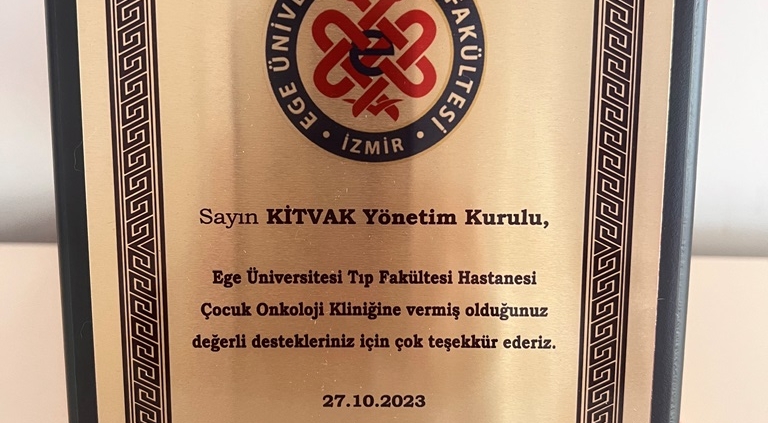 EGE ÜNİVE FAKÜLTESİ
• İZMİR •
e
Sayın KİTVAK Yönetim Kurulu,
Ege Üniversitesi Tıp Fakültesi Hastanesi
Çocuk Onkoloji Kliniğine vermiş olduğunuz
değerli destekleriniz için çok teşekkür ederiz.
27.10.2023